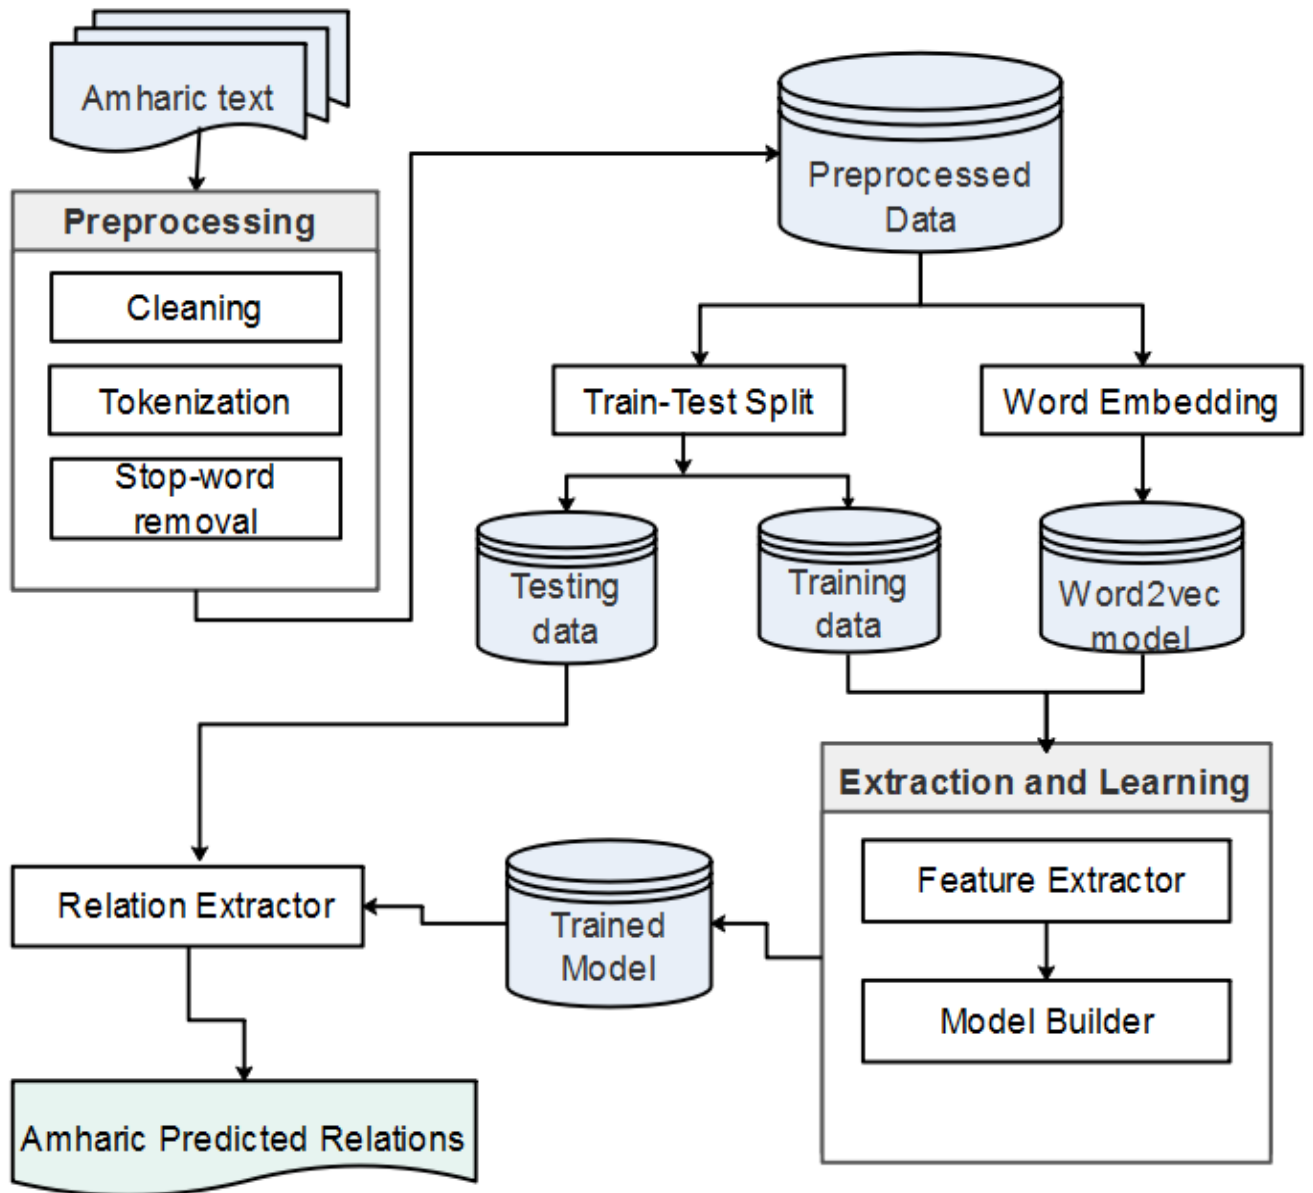 Amharic text
Preprocessing
Cleaning
Tokenization
Stop-word
removal
Preprocessed
Data
Train-Test Split
Word Embedding
Testing
data
Training
data
Word2vec
model
Extraction and Learning
Feature Extractor
Model Builder
Trained
Model
Relation Extractor
Amharic Predicted Relations